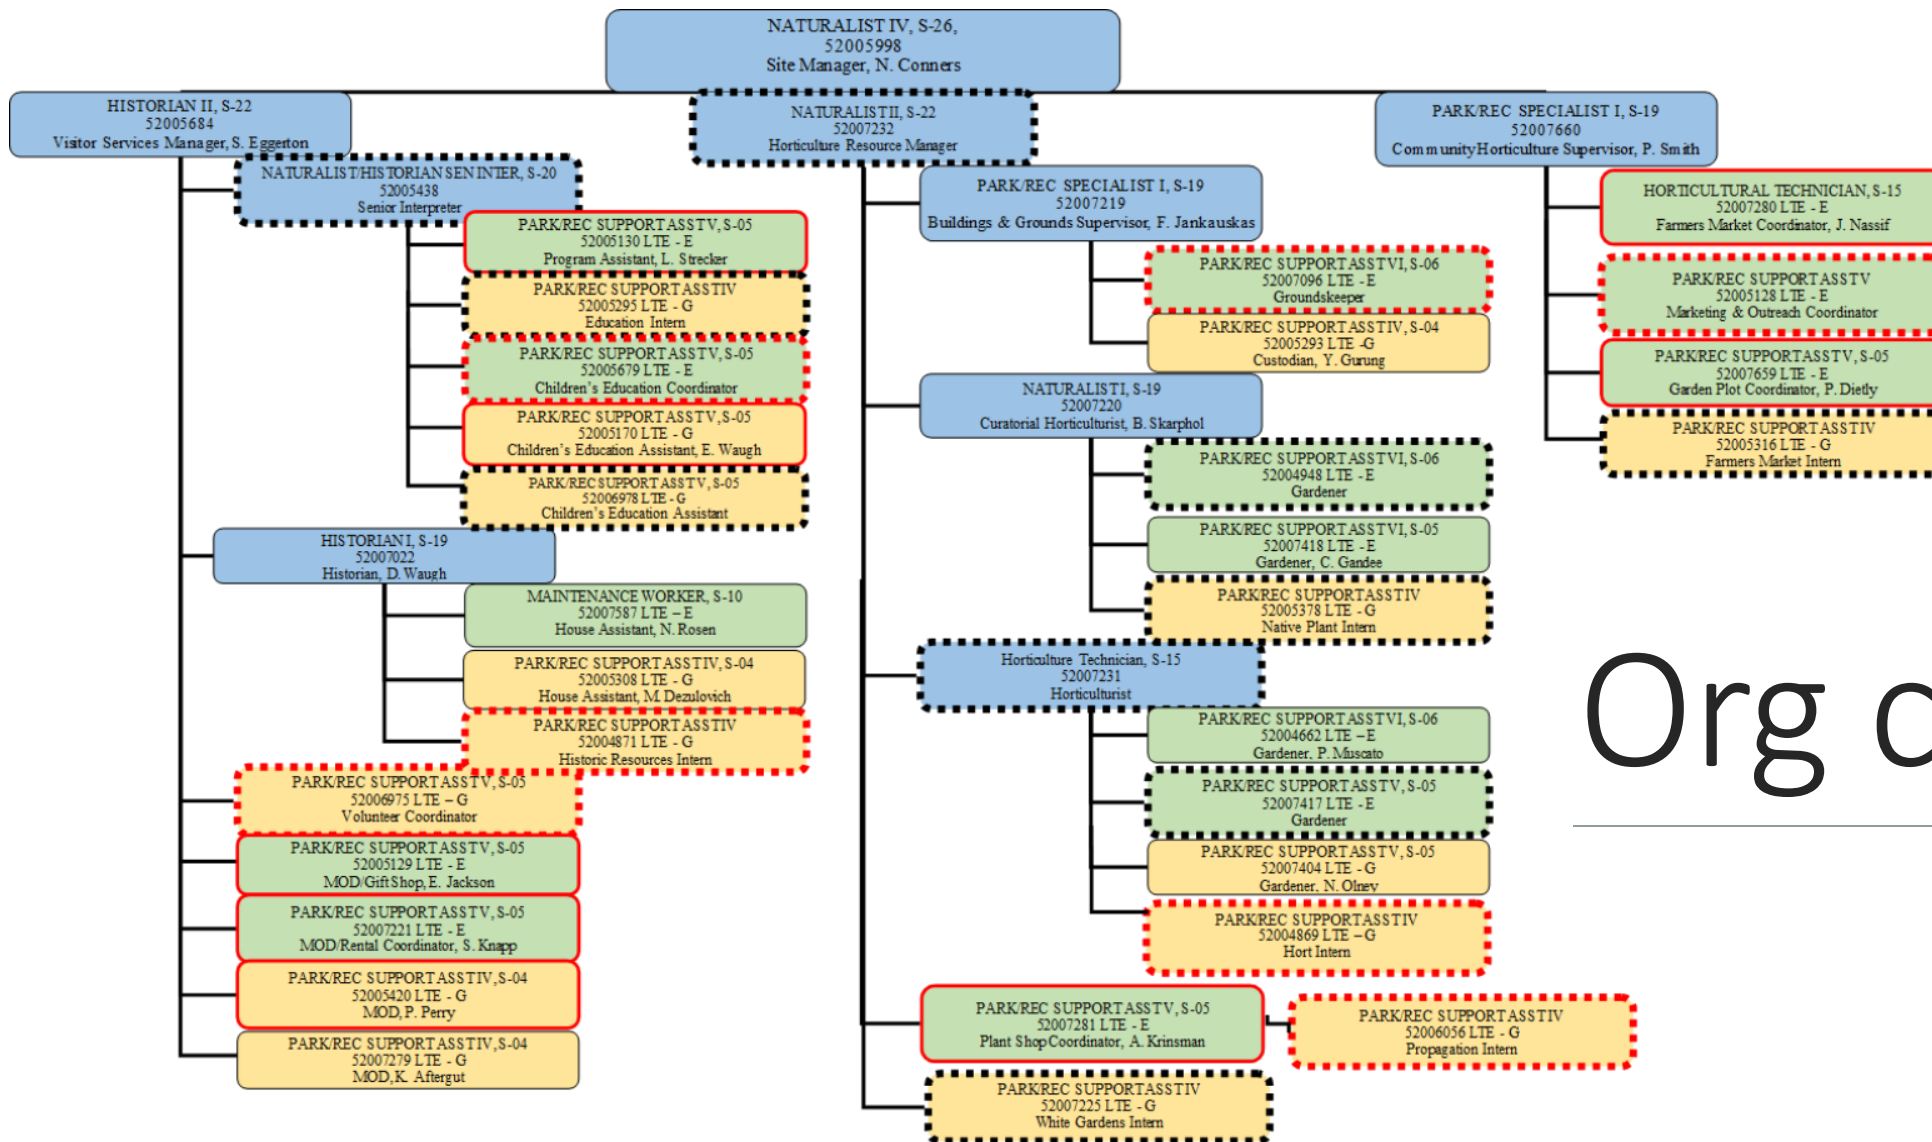 NATURALIST IV, S-26,
52005998
Site Manager, N. Conners
HISTORIAN II, S-22
52005684
Visitor Services Manager, S. Eggerton
NATURALIST/HISTORIAN SEN INTER, S-20
52005438
Senior Interpreter
PARK/REC SUPPORT ASST V, S-05
52005130 LTE - E
Program Assistant, L. Strecker
PARK/REC SUPPORT ASST IV
52005295 LTE - G
Education Intern
PARK/REC SUPPORT ASST V, S-05
52005679 LTE - E
Children's Education Coordinator
PARK/REC SUPPORT ASST V, S-05
52005170 LTE - G
Children's Education Assistant, E. Waugh
PARK/REC SUPPORT ASST V, S-05
52006978 LTE - G
Children's Education Assistant
HISTORIAN I, S-19
52007022
Historian, D. Waugh
MAINTENANCE WORKER, S-10
52007587 LTE – E
House Assistant, N. Rosen
PARK/REC SUPPORT ASST IV, S-04
52005308 LTE - G
House Assistant, M. Dezulovich
PARK/REC SUPPORT ASST IV
52004871 LTE - G
Historic Resources Intern
PARK/REC SUPPORT ASST V, S-05
52006975 LTE – G
Volunteer Coordinator
PARK/REC SUPPORT ASST V, S-05
52005129 LTE - E
MOD/Gift Shop, E. Jackson
PARK/REC SUPPORT ASST V, S-05
52007221 LTE - E
MOD/Rental Coordinator, S. Knapp
PARK/REC SUPPORT ASST IV, S-04
52005420 LTE - G
MOD, P. Perry
PARK/REC SUPPORT ASST IV, S-04
52007279 LTE - G
MOD, K. Aftergut
NATURALIST II, S-22
52007232
Horticulture Resource Manager
PARK/REC SPECIALIST I, S-19
52007219
Buildings & Grounds Supervisor, F. Jankauskas
PARK/REC SUPPORT ASST VI, S-06
52007096 LTE - E
Groundskeeper
PARK/REC SUPPORT ASST IV, S-04
52005293 LTE -G
Custodian, Y. Gurung
NATURALIST I, S-19
52007220
Curatorial Horticulturist, B. Skarphol
PARK/REC SUPPORT ASST VI, S-06
52004948 LTE - E
Gardener
PARK/REC SUPPORT ASST VI, S-05
52007418 LTE - E
Gardener, C. Gandee
PARK/REC SUPPORT ASST IV
52005378 LTE - G
Native Plant Intern
Horticulture Technician, S-15
52007231
Horticulturist
PARK/REC SUPPORT ASST VI, S-06
52004662 LTE – E
Gardener, P. Muscato
PARK/REC SUPPORT ASST V, S-05
52007417 LTE - E
Gardener
PARK/REC SUPPORT ASST V, S-05
52007404 LTE - G
Gardener, N. Olney
PARK/REC SUPPORT ASST IV
52004869 LTE – G
Hort Intern
PARK/REC SUPPORT ASST V, S-05
52007281 LTE - E
Plant Shop Coordinator, A. Krinsman
PARK/REC SUPPORT ASST IV
52006056 LTE - G
Propagation Intern
PARK/REC SUPPORT ASST IV
52007225 LTE - G
White Gardens Intern
PARK/REC SPECIALIST I, S-19
52007660
Community Horticulture Supervisor, P. Smith
HORTICULTURAL TECHNICIAN, S-15
52007280 LTE - E
Farmers Market Coordinator, J. Nassif
PARK/REC SUPPORT ASST V
52005128 LTE - E
Marketing & Outreach Coordinator
PARK/REC SUPPORT ASST V, S-05
52007659 LTE - E
Garden Plot Coordinator, P. Dietly
PARK/REC SUPPORT ASST IV
52005316 LTE - G
Farmers Market Intern
Org